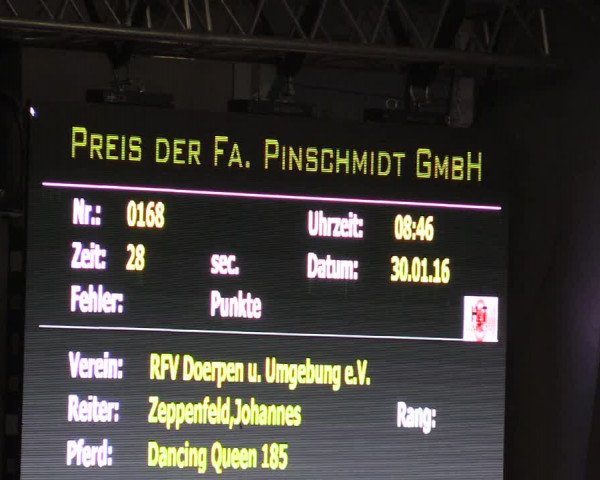 PREIS DER FA. PINSCHMIDT GMBH
Nr.: 0168 Uhrzeit: 08:46
Zeit: 28 sec. Datum: 30.01.16
Fehler: Punkte
Verein: RFV Doerpen u. Umgebung e.V.
Reiter: Zeppenfeld,Johannes Rang:
Pferd: Dancing Queen 185